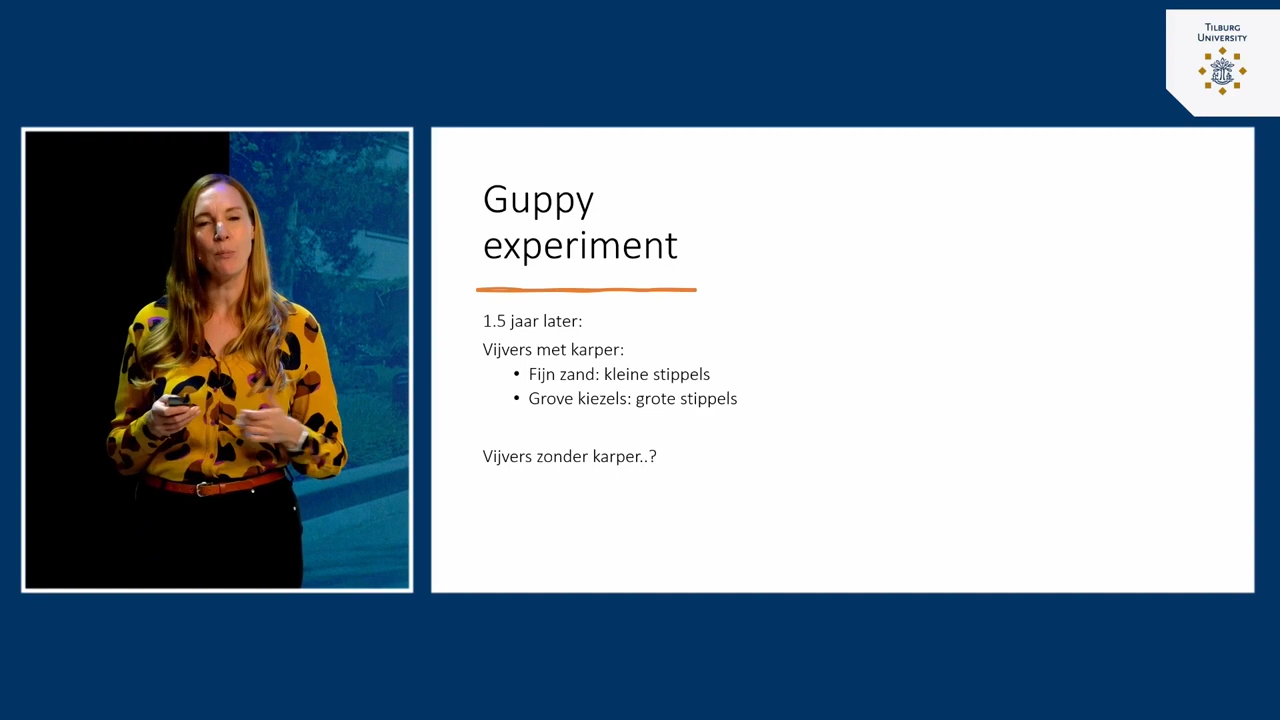 TILBURG
UNIVERSITY
Guppy
experiment
1.5 jaar later:
Vijvers met karper:
• Fijn zand: kleine stippels
• Grove kiezels: grote stippels
Vijvers zonder karper..?